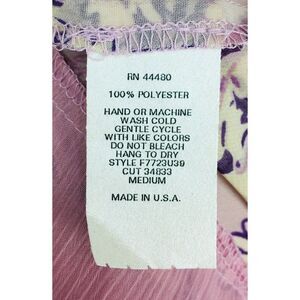 RN 44480
100% POLYESTER
HAND OR MACHINE
WASH COLD
GENTLE CYCLE
WITH LIKE COLORS
DO NOT BLEACH
HANG TO DRY
STYLE F7723U39
CUT 34833
MEDIUM
MADE IN U.S.A.